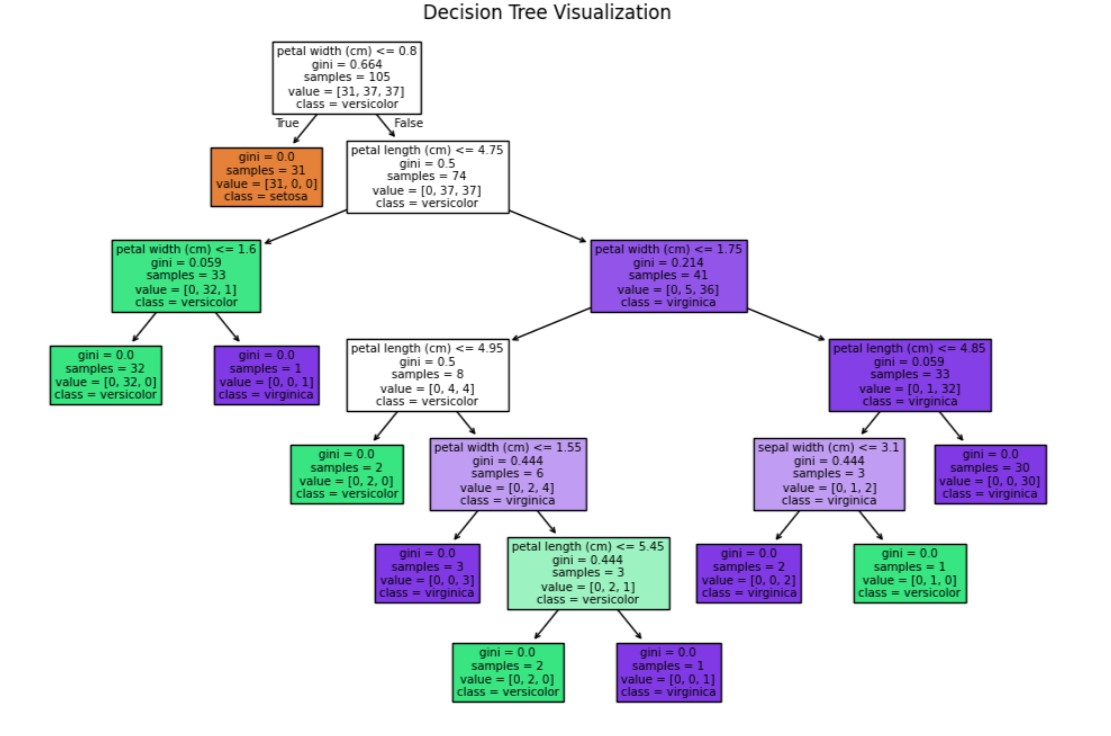 Decision Tree Visualization
petal width (cm) <= 0.8
gini = 0.664
samples = 105
value = [31, 37, 37]
class = versicolor
True
False
gini = 0.0
samples = 31
value = [31, 0, 0]
class = setosa
petal length (cm) <= 4.75
gini = 0.5
samples = 74
value = [0, 37, 37]
class = versicolor
petal width (cm) <= 1.6
gini = 0.059
samples = 33
value = [0, 32, 1]
class = versicolor
petal width (cm) <= 1.75
gini = 0.214
samples = 41
value = [0, 5, 36]
class = virginica
gini = 0.0
samples = 32
value = [0, 32, 0]
class = versicolor
gini = 0.0
samples = 1
value = [0, 0, 1]
class = virginica
petal length (cm) <= 4.95
gini = 0.5
samples = 8
value = [0, 4, 4]
class = versicolor
petal length (cm) <= 4.85
gini = 0.059
samples = 33
value = [0, 1, 32]
class = virginica
gini = 0.0
samples = 2
value = [0, 2, 0]
class = versicolor
petal width (cm) <= 1.55
gini = 0.444
samples = 6
value = [0, 2, 4]
class = virginica
sepal width (cm) <= 3.1
gini = 0.444
samples = 3
value = [0, 1, 2]
class = virginica
gini = 0.0
samples = 30
value = [0, 0, 30]
class = virginica
gini = 0.0
samples = 3
value = [0, 0, 3]
class = virginica
petal length (cm) <= 5.45
gini = 0.444
samples = 3
value = [0, 2, 1]
class = versicolor
gini = 0.0
samples = 2
value = [0, 0, 2]
class = virginica
gini = 0.0
samples = 1
value = [0, 1, 0]
class = versicolor
gini = 0.0
samples = 2
value = [0, 2, 0]
class = versicolor
gini = 0.0
samples = 1
value = [0, 0, 1]
class = virginica